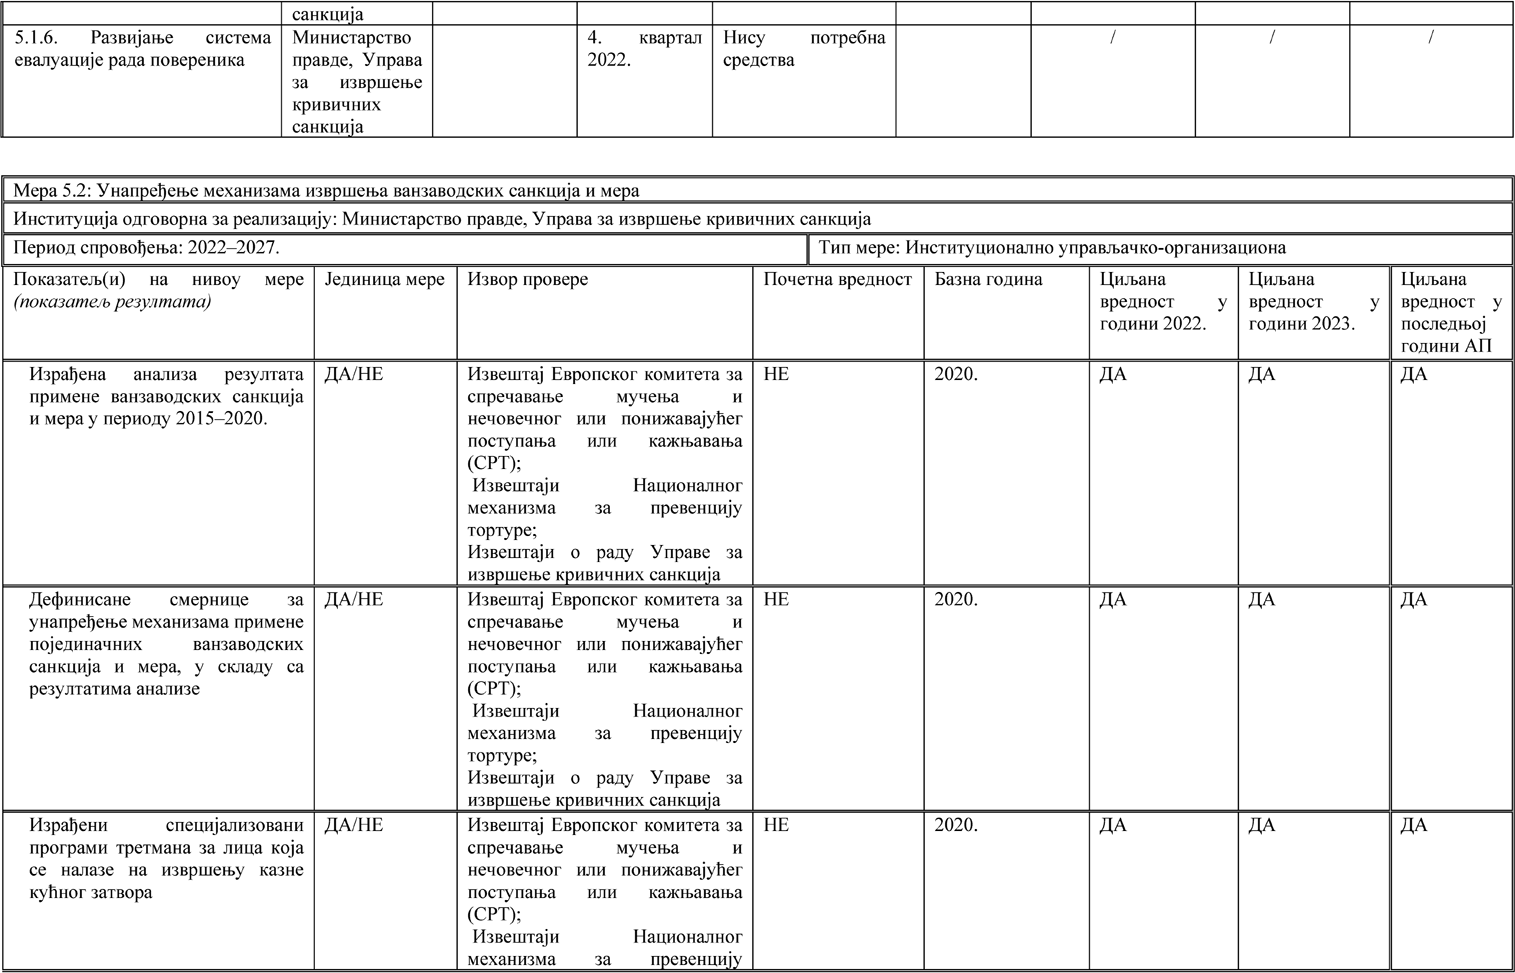 санкција
5.1.6. Развијање система
евалуације рада повереника
Министарство
правде, Управа
за извршење
кривичних
санкција
4. квартал
2022.
Нису потребна
средства
/
/
/
Мера 5.2: Унапређење механизама извршења ванзаводских санкција и мера
Институција одговорна за реализацију: Министарство правде, Управа за извршење кривичних санкција
Период спровођења: 2022–2027.
Тип мере: Институционално управљачко-организациона
Показатељ(и) на нивоу мере
(показатељ резултата)
Јединица мере
Извор провере
Почетна вредност
Базна година
Циљана
вредност у
години 2022.
Циљана
вредност у
години 2023.
Циљана
вредност у
последњој
години АП
Израђена анализа резултата
примене ванзаводских санкција
и мера у периоду 2015–2020.
ДА/НЕ
Извештај Европског комитета за
спречавање мучења и
нечовечног или понижавајућег
поступања или кажњавања
(СРТ);
Извештаји Националног
механизма за превенцију
тортуре;
Извештаји о раду Управе за
извршење кривичних санкција
НЕ
2020.
ДА
ДА
ДА
Дефинисане смернице за
унапређење механизама примене
појединачних ванзаводских
санкција и мера, у складу са
резултатима анализе
ДА/НЕ
Извештај Европског комитета за
спречавање мучења и
нечовечног или понижавајућег
поступања или кажњавања
(СРТ);
Извештаји Националног
механизма за превенцију
тортуре;
Извештаји о раду Управе за
извршење кривичних санкција
НЕ
2020.
ДА
ДА
ДА
Израђени специјализовани
програми третмана за лица која
се налазе на извршењу казне
кућног затвора
ДА/НЕ
Извештај Европског комитета за
спречавање мучења и
нечовечног или понижавајућег
поступања или кажњавања
(СРТ);
Извештаји Националног
механизма за превенцију
НЕ
2020.
ДА
ДА
ДА